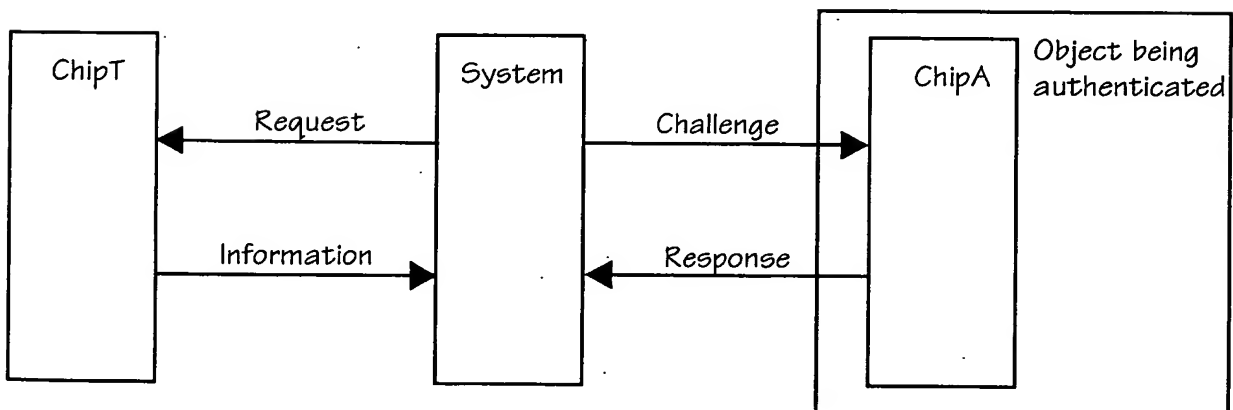 ChipT
System
ChipA
Object being
authenticated
Request
Challenge
Information
Response